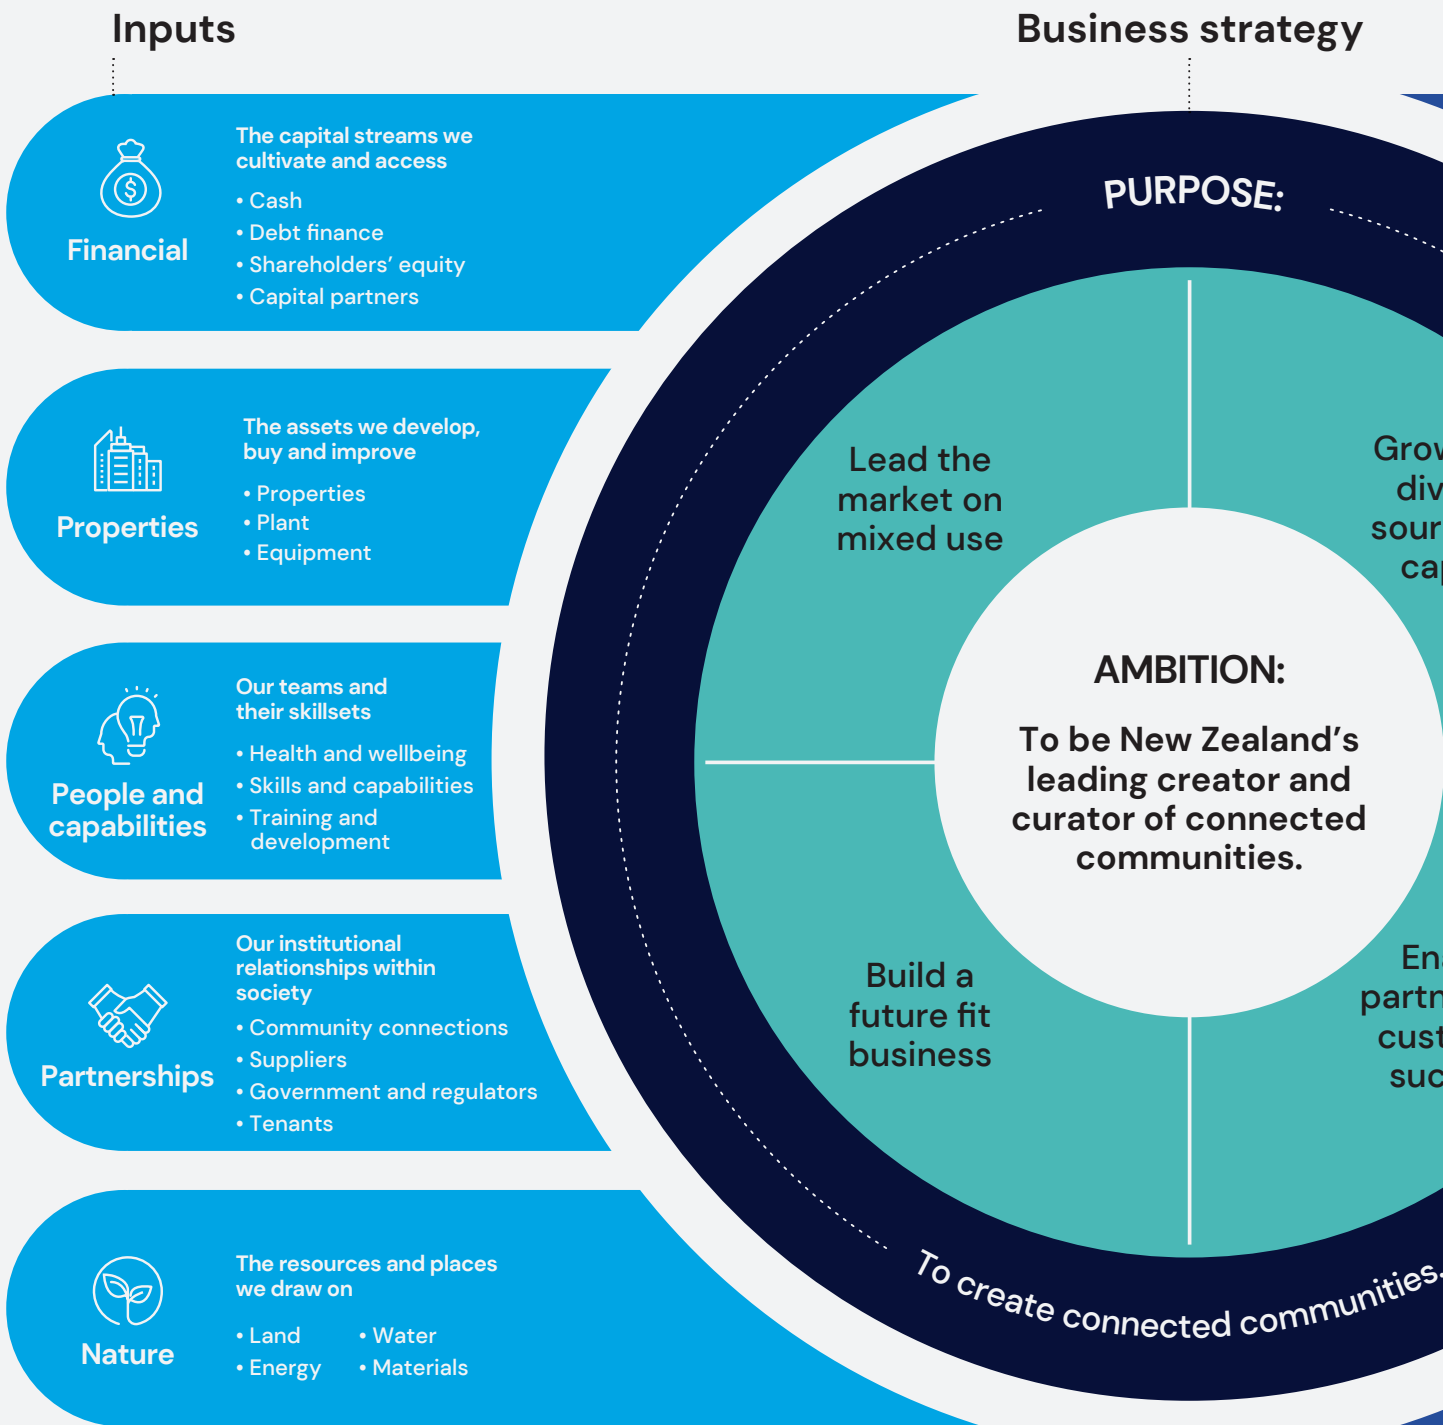 Inputs
Business strategy
Financial
The capital streams we
cultivate and access
• Cash
• Debt finance
• Shareholders’ equity
• Capital partners
Properties
The assets we develop,
buy and improve
• Properties
• Plant
• Equipment
People and
capabilities
Our teams and
their skillsets
• Health and wellbeing
• Skills and capabilities
• Training and
development
Partnerships
Our institutional
relationships within
society
• Community connections
• Suppliers
• Government and regulators
• Tenants
Nature
The resources and places
we draw on
• Land
• Energy
• Water
• Materials
PURPOSE:
To create connected communities.
Lead the
market on
mixed use
Build a
future fit
business
AMBITION:
To be New Zealand’s
leading creator and
curator of connected
communities.